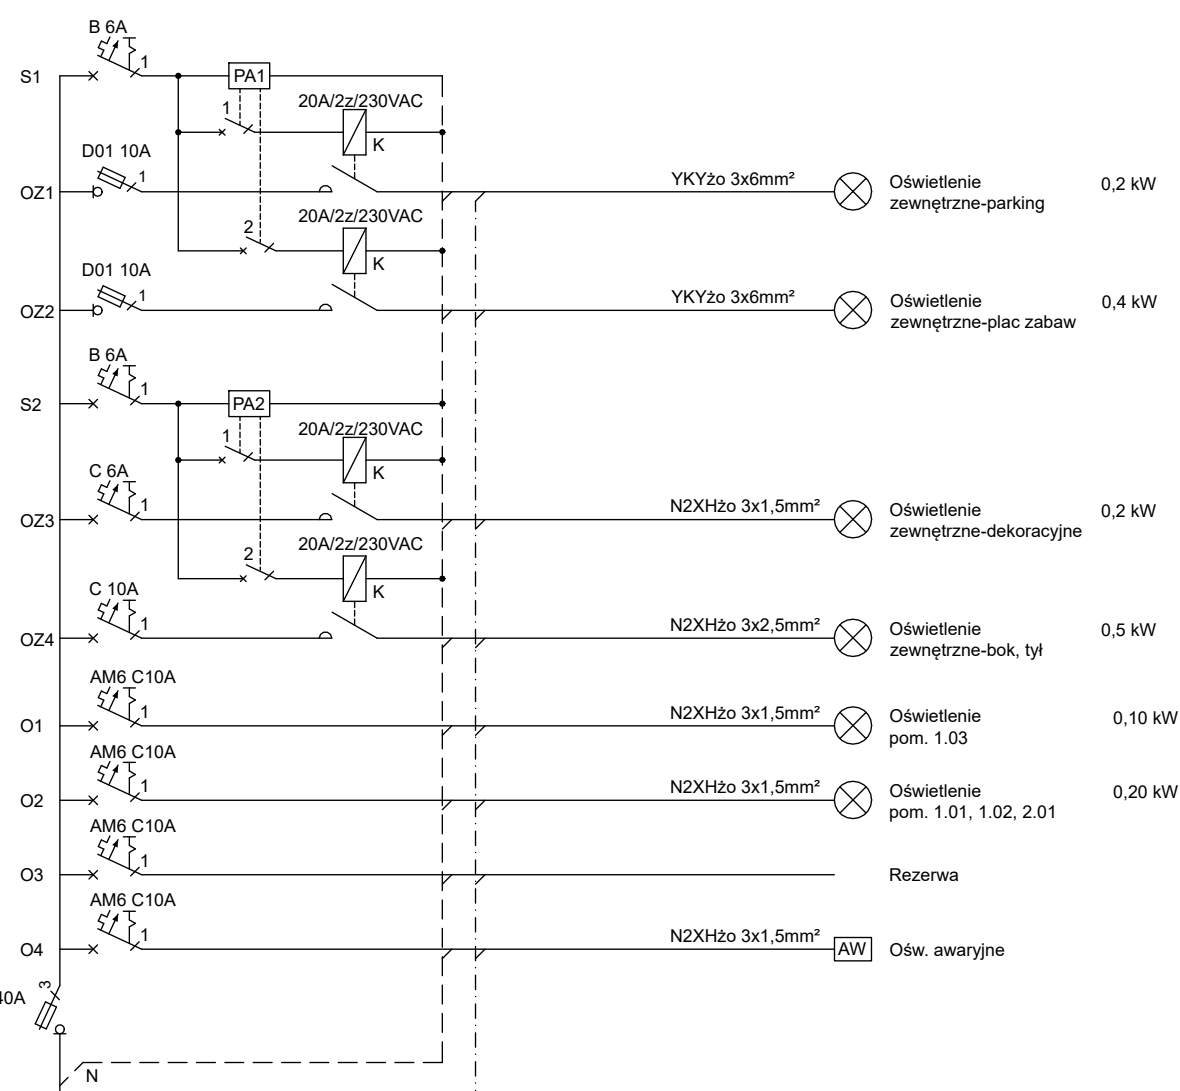 B 6A
1
S1
PA1
20A/2z/230VAC
1
K
D01 10A
1
OZ1
YKYżo 3x6mm²
Oświetlenie
zewnętrzne-parking
0,2 kW
20A/2z/230VAC
2
K
D01 10A
1
OZ2
YKYżo 3x6mm²
Oświetlenie
zewnętrzne-plac zabaw
0,4 kW
B 6A
1
S2
PA2
20A/2z/230VAC
1
K
C 6A
1
OZ3
N2XHżo 3x1,5mm²
Oświetlenie
zewnętrzne-dekoracyjne
0,2 kW
20A/2z/230VAC
2
K
C 10A
1
OZ4
N2XHżo 3x2,5mm²
Oświetlenie
zewnętrzne-bok, tył
0,5 kW
AM6 C10A
1
O1
N2XHżo 3x1,5mm²
Oświetlenie
pom. 1.03
0,10 kW
AM6 C10A
1
O2
N2XHżo 3x1,5mm²
Oświetlenie
pom. 1.01, 1.02, 2.01
0,20 kW
AM6 C10A
1
O3
Rezerwa
AM6 C10A
1
O4
N2XHżo 3x1,5mm²
AW
Ośw. awaryjne
3
40A
N